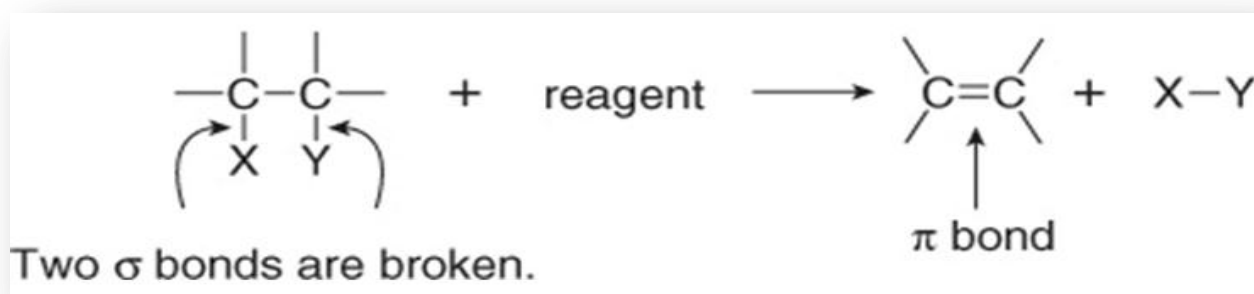 C–C + reagent → C=C + X–Y
X Y
π bond
Two σ bonds are broken.